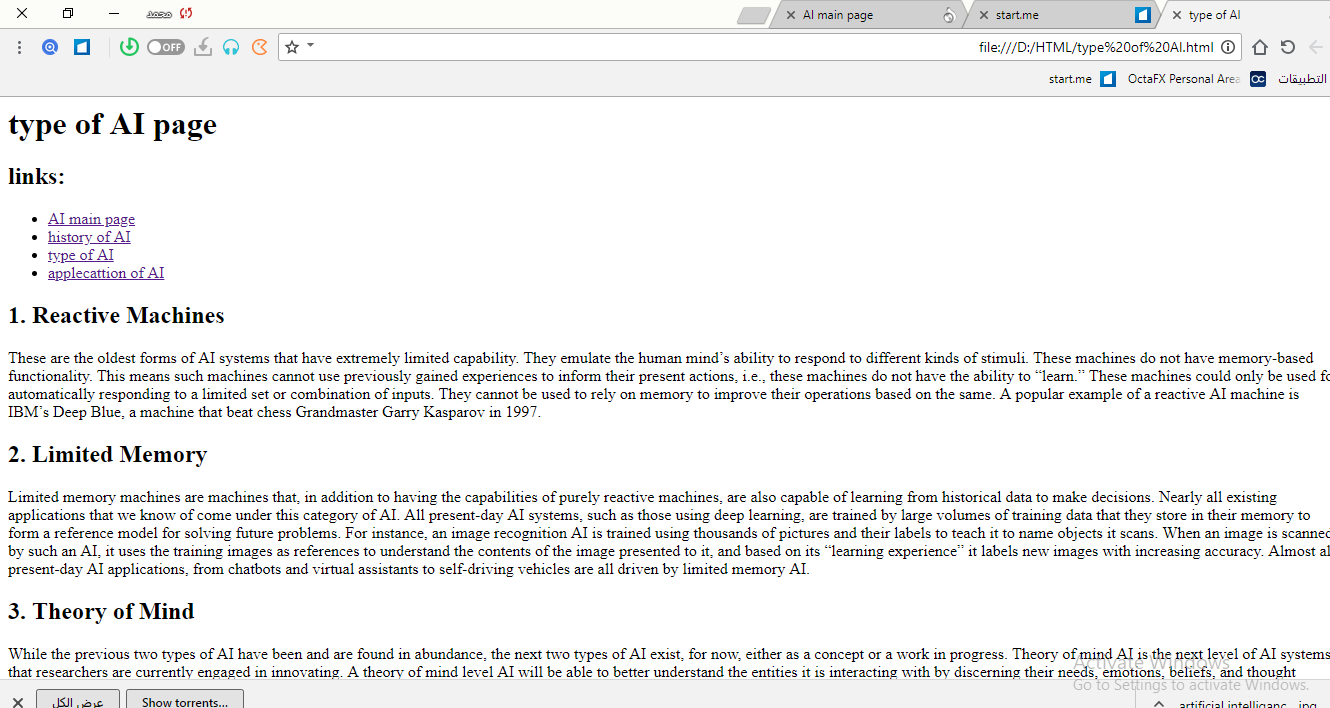 محمد
AI main page
start.me
type of AI
OFF
file:///D:/HTML/type%20of%20AI.html
start.me
OctaFX Personal Area
التطبيقات
type of AI page
links:
AI main page
history of AI
type of AI
applecattion of AI
1. Reactive Machines
These are the oldest forms of AI systems that have extremely limited capability. They emulate the human mind’s ability to respond to different kinds of stimuli. These machines do not have memory-based
functionality. This means such machines cannot use previously gained experiences to inform their present actions, i.e., these machines do not have the ability to “learn.” These machines could only be used fo
automatically responding to a limited set or combination of inputs. They cannot be used to rely on memory to improve their operations based on the same. A popular example of a reactive AI machine is
IBM’s Deep Blue, a machine that beat chess Grandmaster Garry Kasparov in 1997.
2. Limited Memory
Limited memory machines are machines that, in addition to having the capabilities of purely reactive machines, are also capable of learning from historical data to make decisions. Nearly all existing
applications that we know of come under this category of AI. All present-day AI systems, such as those using deep learning, are trained by large volumes of training data that they store in their memory to
form a reference model for solving future problems. For instance, an image recognition AI is trained using thousands of pictures and their labels to teach it to name objects it scans. When an image is scanned
by such an AI, it uses the training images as references to understand the contents of the image presented to it, and based on its “learning experience” it labels new images with increasing accuracy. Almost al
present-day AI applications, from chatbots and virtual assistants to self-driving vehicles are all driven by limited memory AI.
3. Theory of Mind
While the previous two types of AI have been and are found in abundance, the next two types of AI exist, for now, either as a concept or a work in progress. Theory of mind AI is the next level of AI systems
that researchers are currently engaged in innovating. A theory of mind level AI will be able to better understand the entities it is interacting with by discerning their needs, emotions, beliefs, and thought
Activate Windows
Go to Settings to activate Windows.
عرض الكل
Show torrents...
artificial intelliganc....jpg